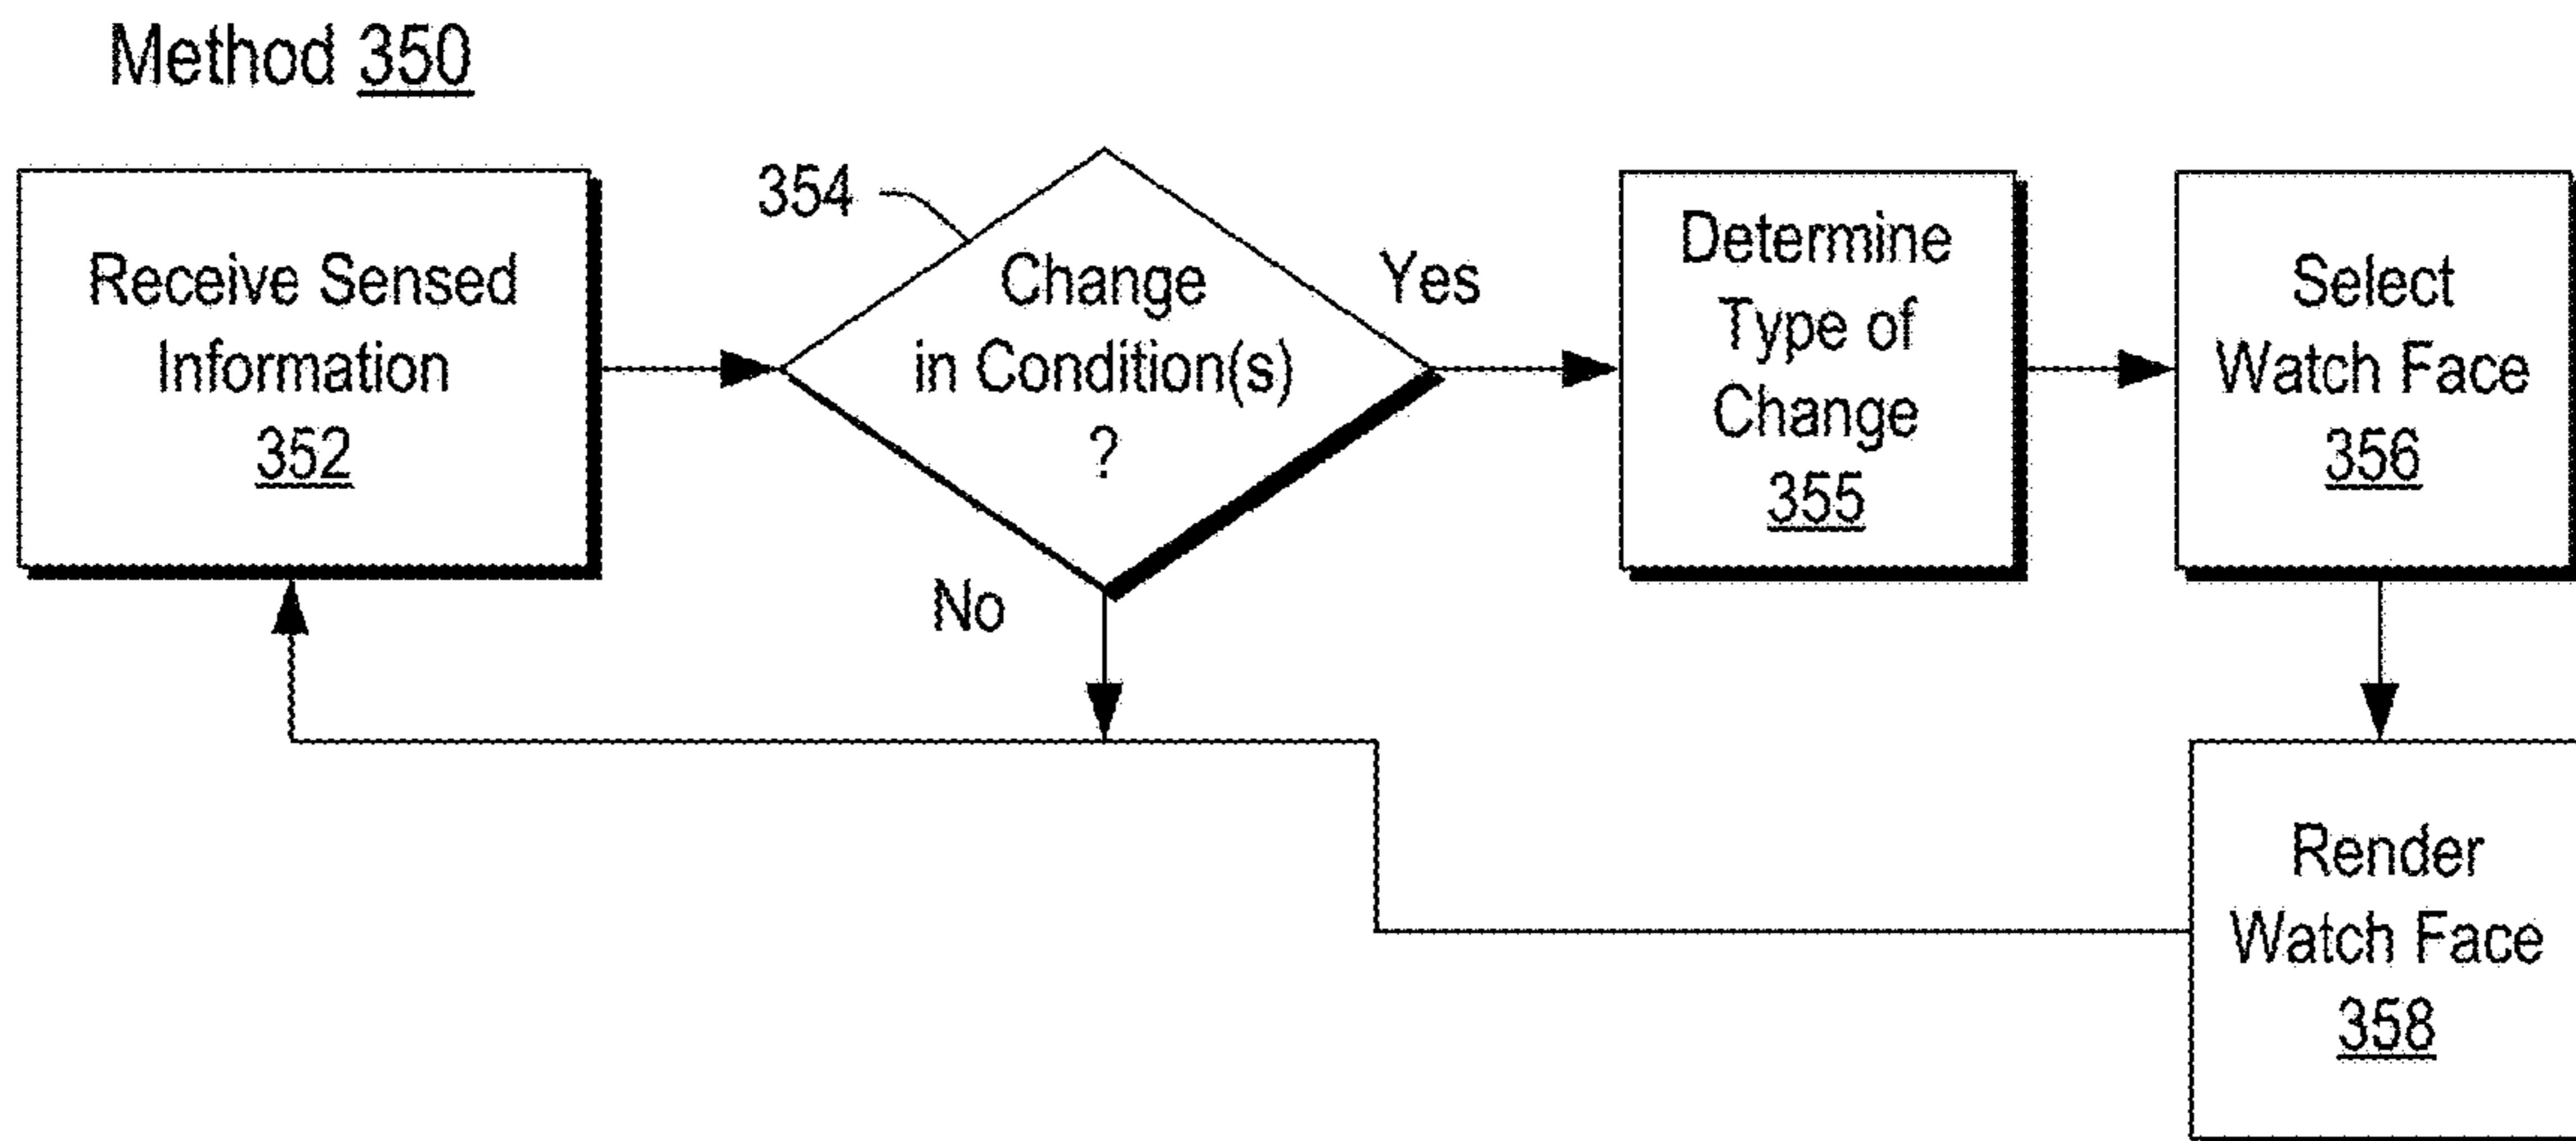 Method 350
Receive Sensed
Information
352
354
Change
in Condition(s)
?
Yes
No
Determine
Type of
Change
355
Select
Watch Face
356
Render
Watch Face
358